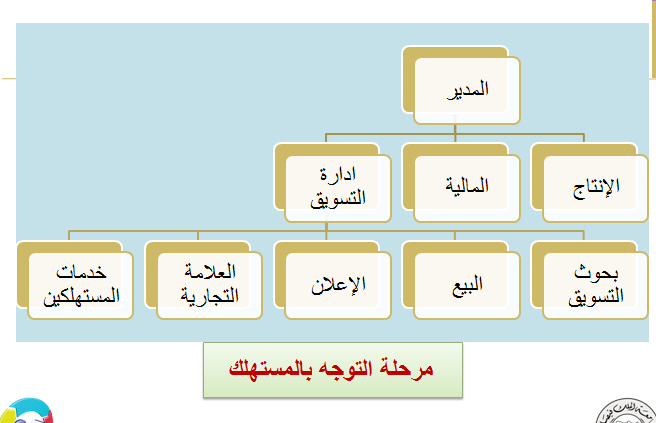 المدير
الإنتاج
المالية
ادارة
التسويق
بحوث
التسويق
البيع
الإعلان
العلامة
التجارية
خدمات
المستهلكين
مرحلة التوجه بالمستهلك